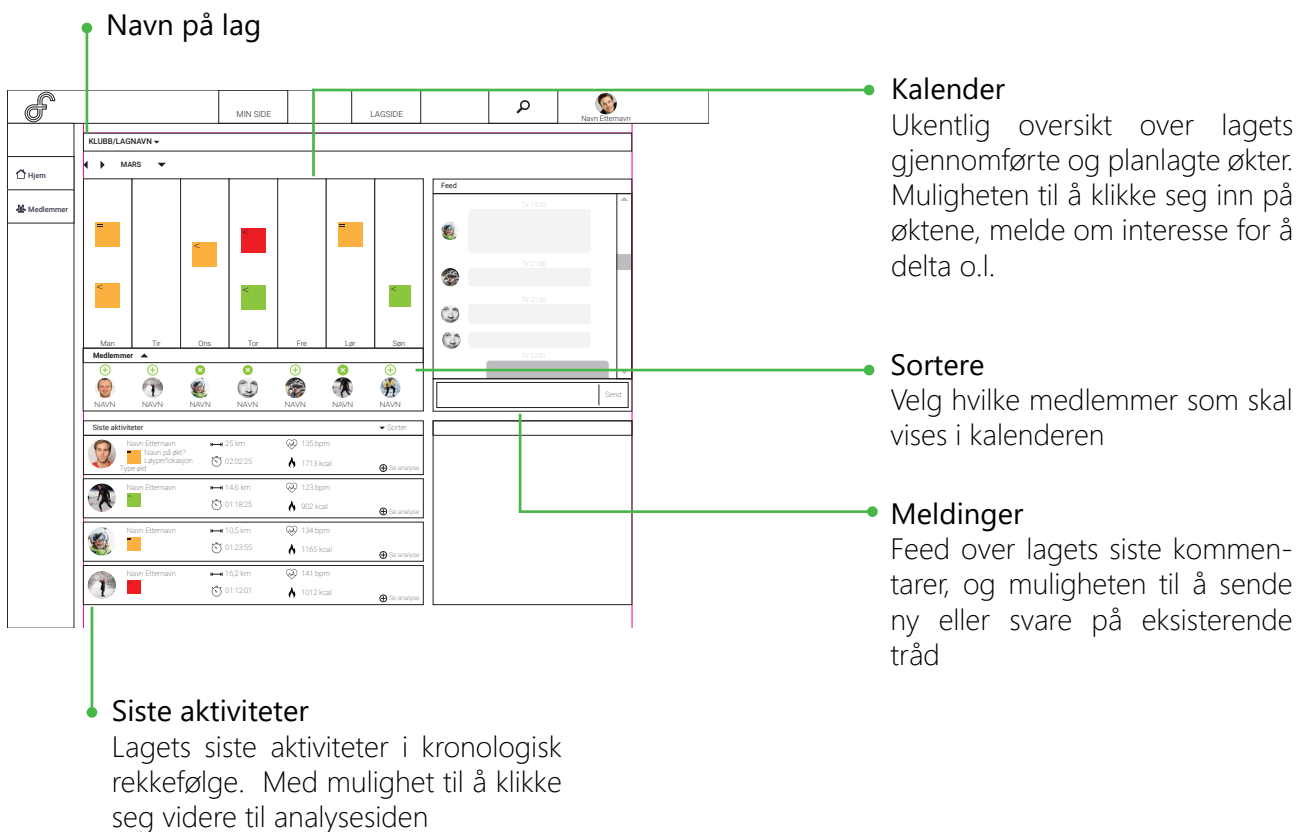 Navn på lag
MIN SIDE
LAGSIDE
Navn Etternavn
KLUBB/LAGNAVN
MARS
Hjem
Medlemmer
Man
Tir
Ons
Tor
Fre
Lør
Søn
Medlemmer
NAVN
NAVN
NAVN
NAVN
NAVN
NAVN
NAVN
Feed
Send
Siste aktiviteter
Sorter
Navn Etternavn
Navn på økt?
Løype/lokasjon
Type økt
25 km
135 bpm
02:02:25
1713 kcal
Se analyse
Navn Etternavn
14.6 km
123 bpm
01:18:25
902 kcal
Se analyse
Navn Etternavn
10,5 km
134 bpm
01:23:55
1165 kcal
Se analyse
Navn Etternavn
16,2 km
141 bpm
01:12:01
1012 kcal
Se analyse
Kalender
Ukentlig oversikt over lagets
gjennomførte og planlagte økter.
Muligheten til å klikke seg inn på
øktene, melde om interesse for å
delta o.l.
Sortere
Velg hvilke medlemmer som skal
vises i kalenderen
Meldinger
Feed over lagets siste kommen-
tarer, og muligheten til å sende
ny eller svare på eksisterende
tråd
Siste aktiviteter
Lagets siste aktiviteter i kronologisk
rekkefølge. Med mulighet til å klikke
seg videre til analysesiden